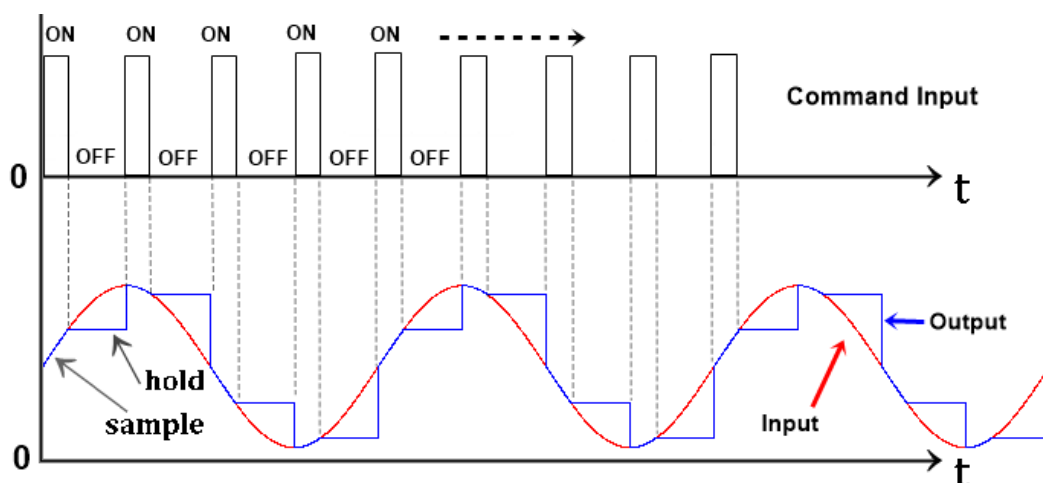 ON ON ON ON ON
Command Input
OFF OFF OFF OFF OFF
0
t
Output
hold
sample
Input
0
t